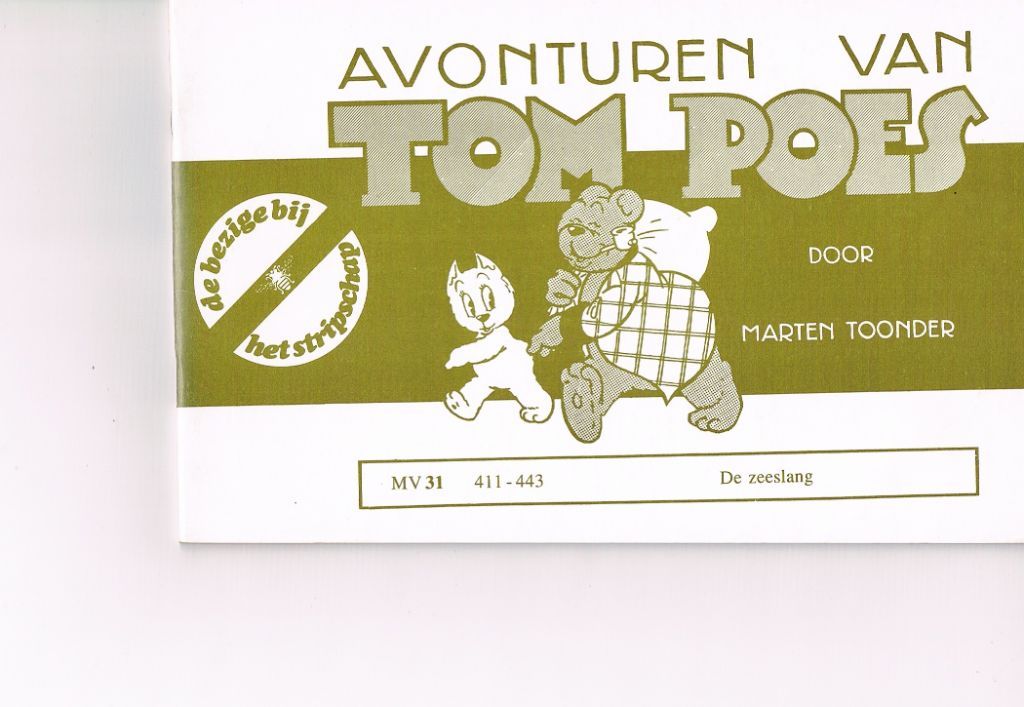 AVONTUREN VAN
TOM POES
de bezige bij
het stripschap
DOOR
MARTEN TOONDER
MV 31 411 - 443 De zeeslang